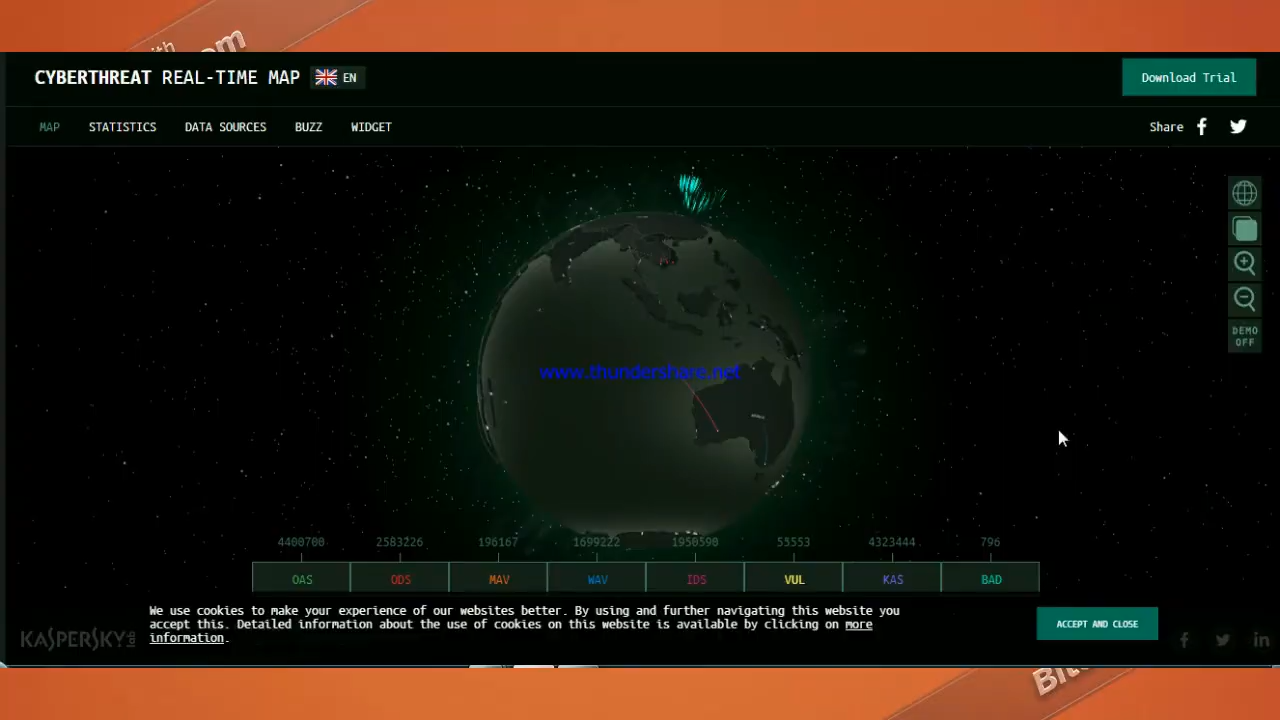 CYBERTHREAT REAL-TIME MAP EN
Download Trial
MAP STATISTICS DATA SOURCES BUZZ WIDGET
Share
DEMO
OFF
www.thundershare.net
4400700 2583226 196167 1699222 1950590 55553 4323444 796
OAS ODS MAV WAV IDS VUL KAS BAD
We use cookies to make your experience of our websites better. By using and further navigating this website you
accept this. Detailed information about the use of cookies on this website is available by clicking on more
information.
ACCEPT AND CLOSE
KASPERSKY lab